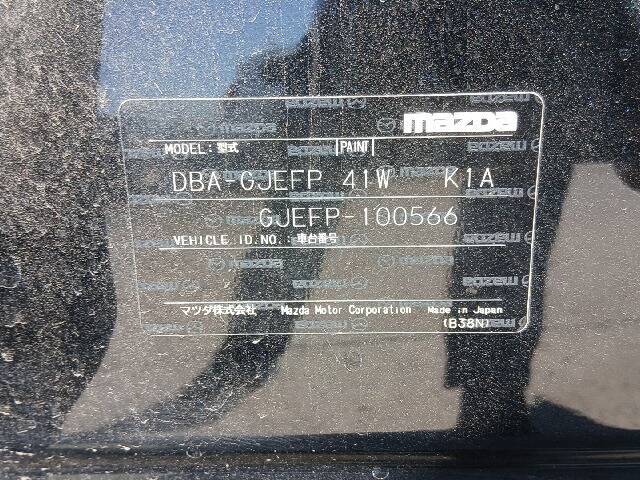 mazda
MODEL:型式 PAINT
DBA-GJEFP 41W K1A
GJEFP-100566
VEHICLE ID.NO.:車台番号
マツダ株式会社 Mazda Motor Corporation Made in Japan
(B38N)